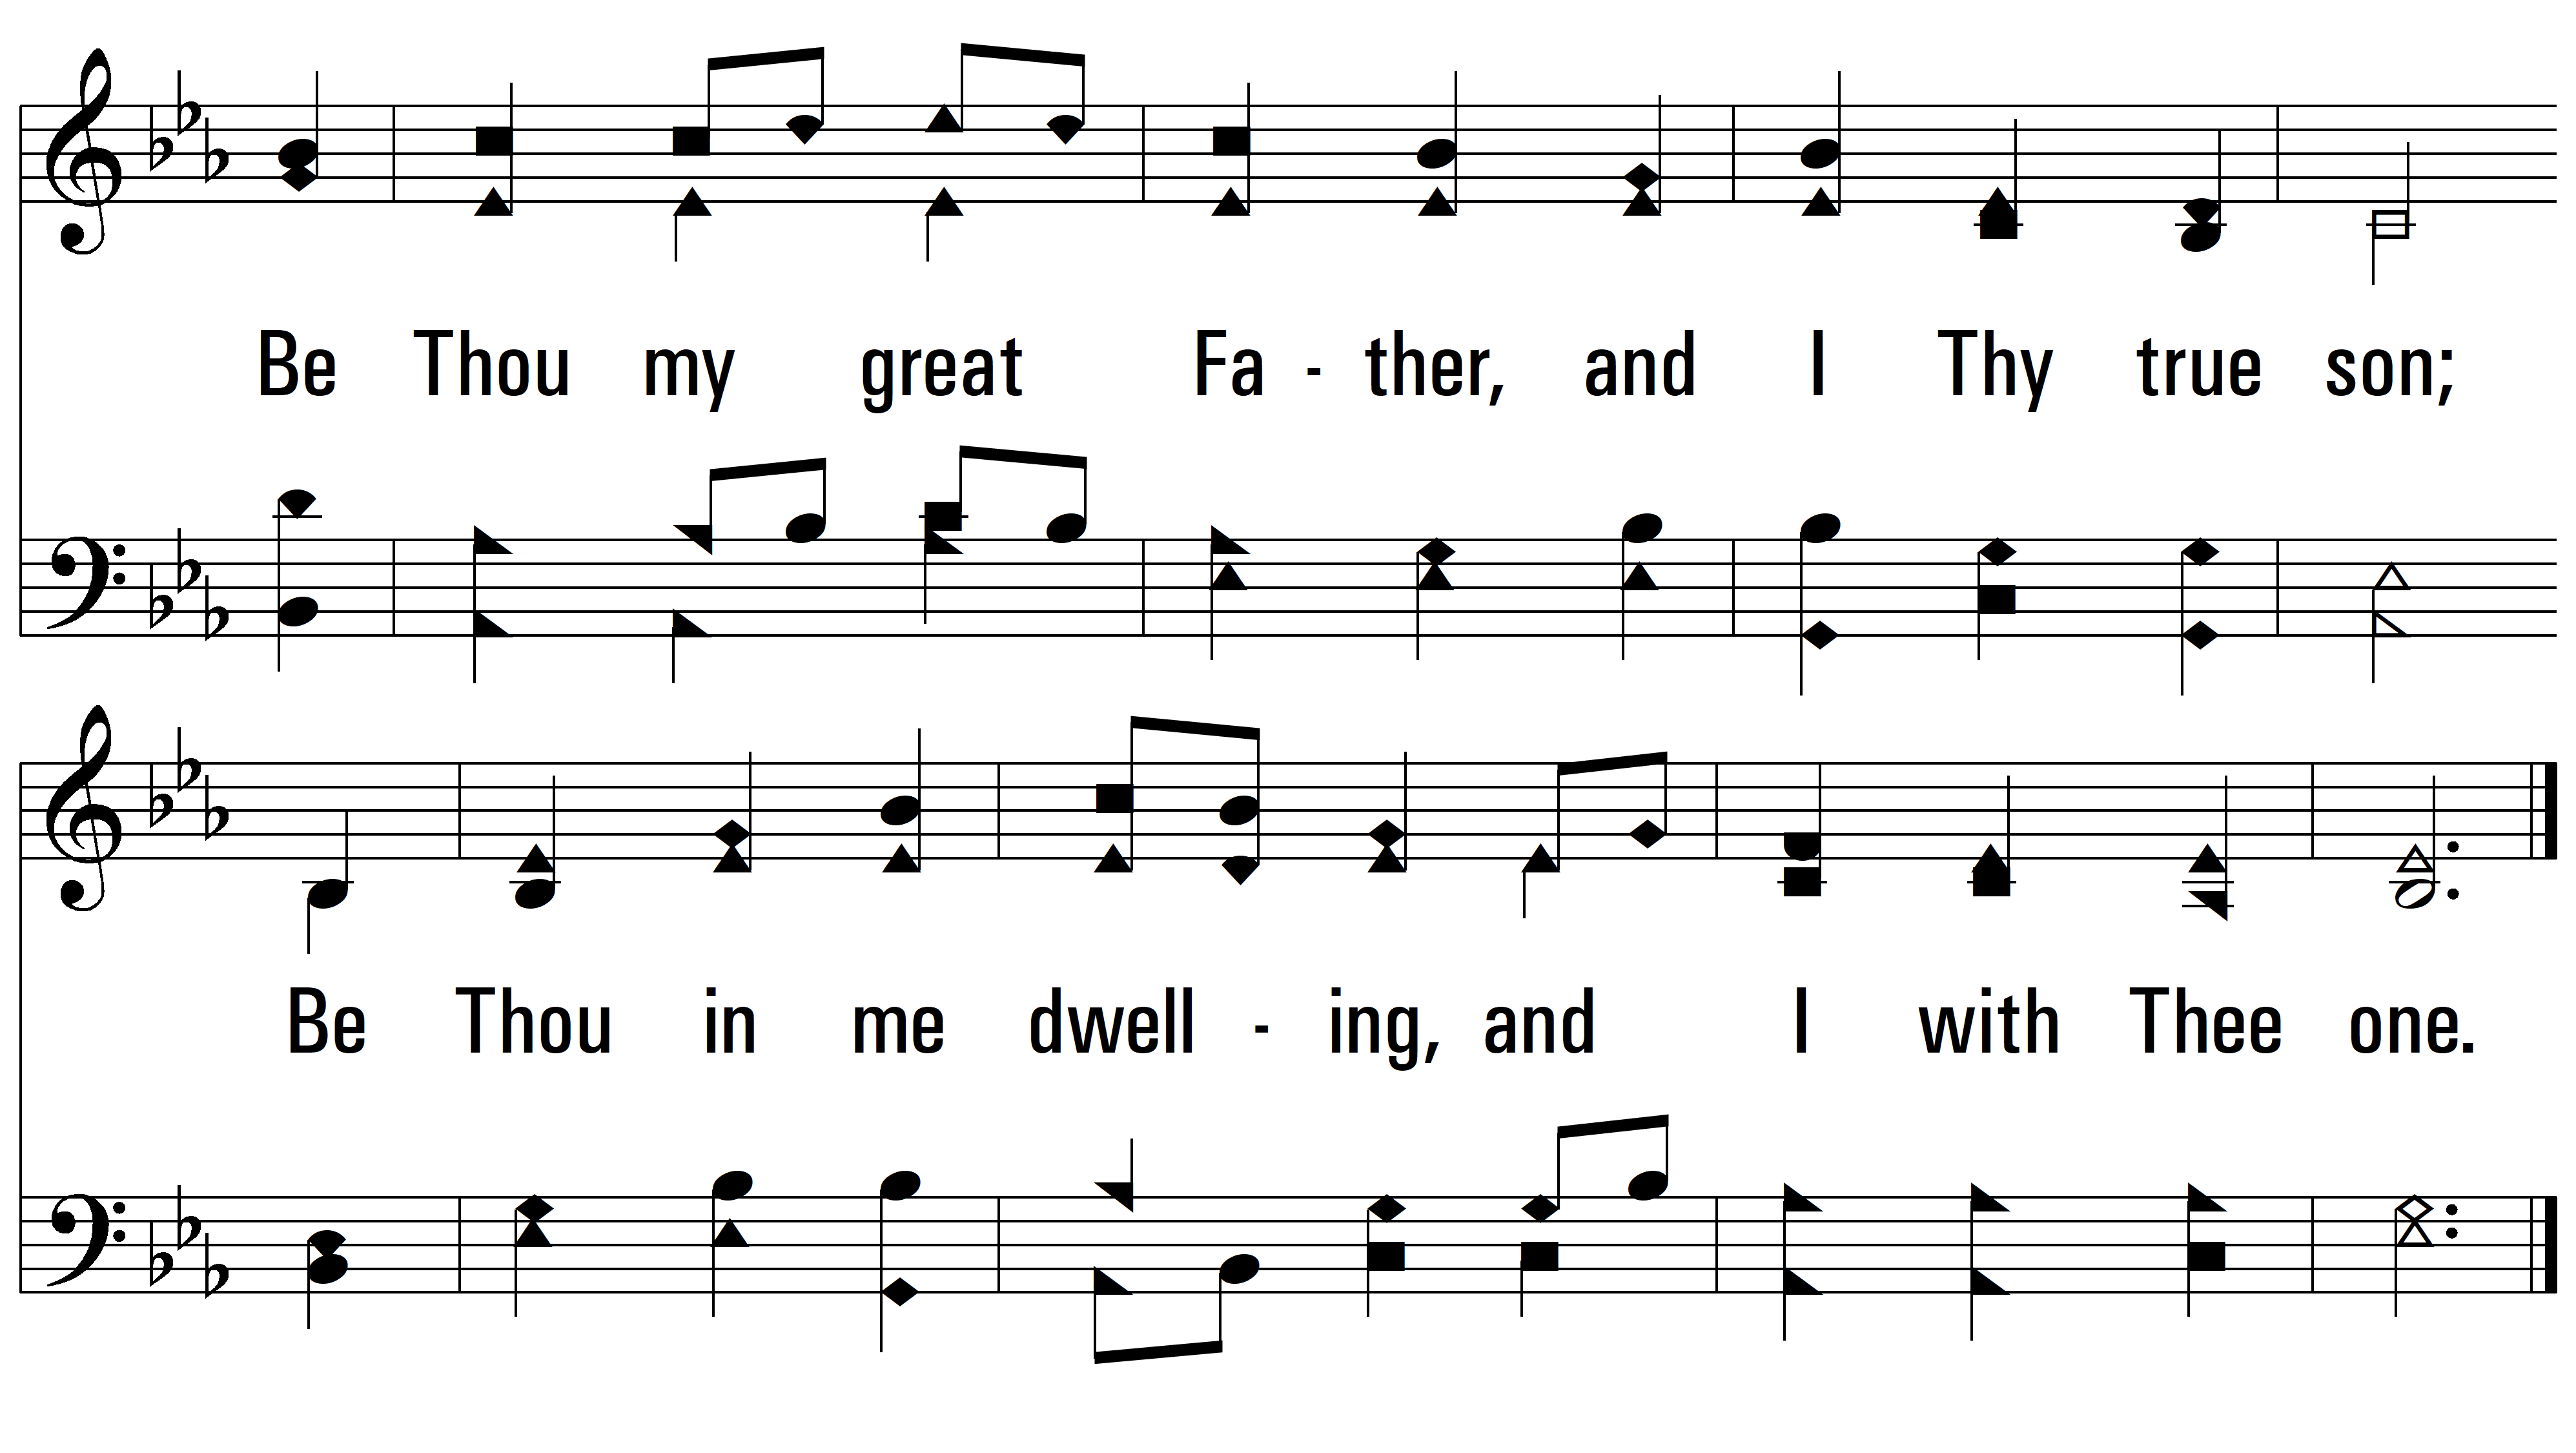 Be Thou my great Fa - ther, and I Thy true son;
Be Thou in me dwell - ing, and I with Thee one.